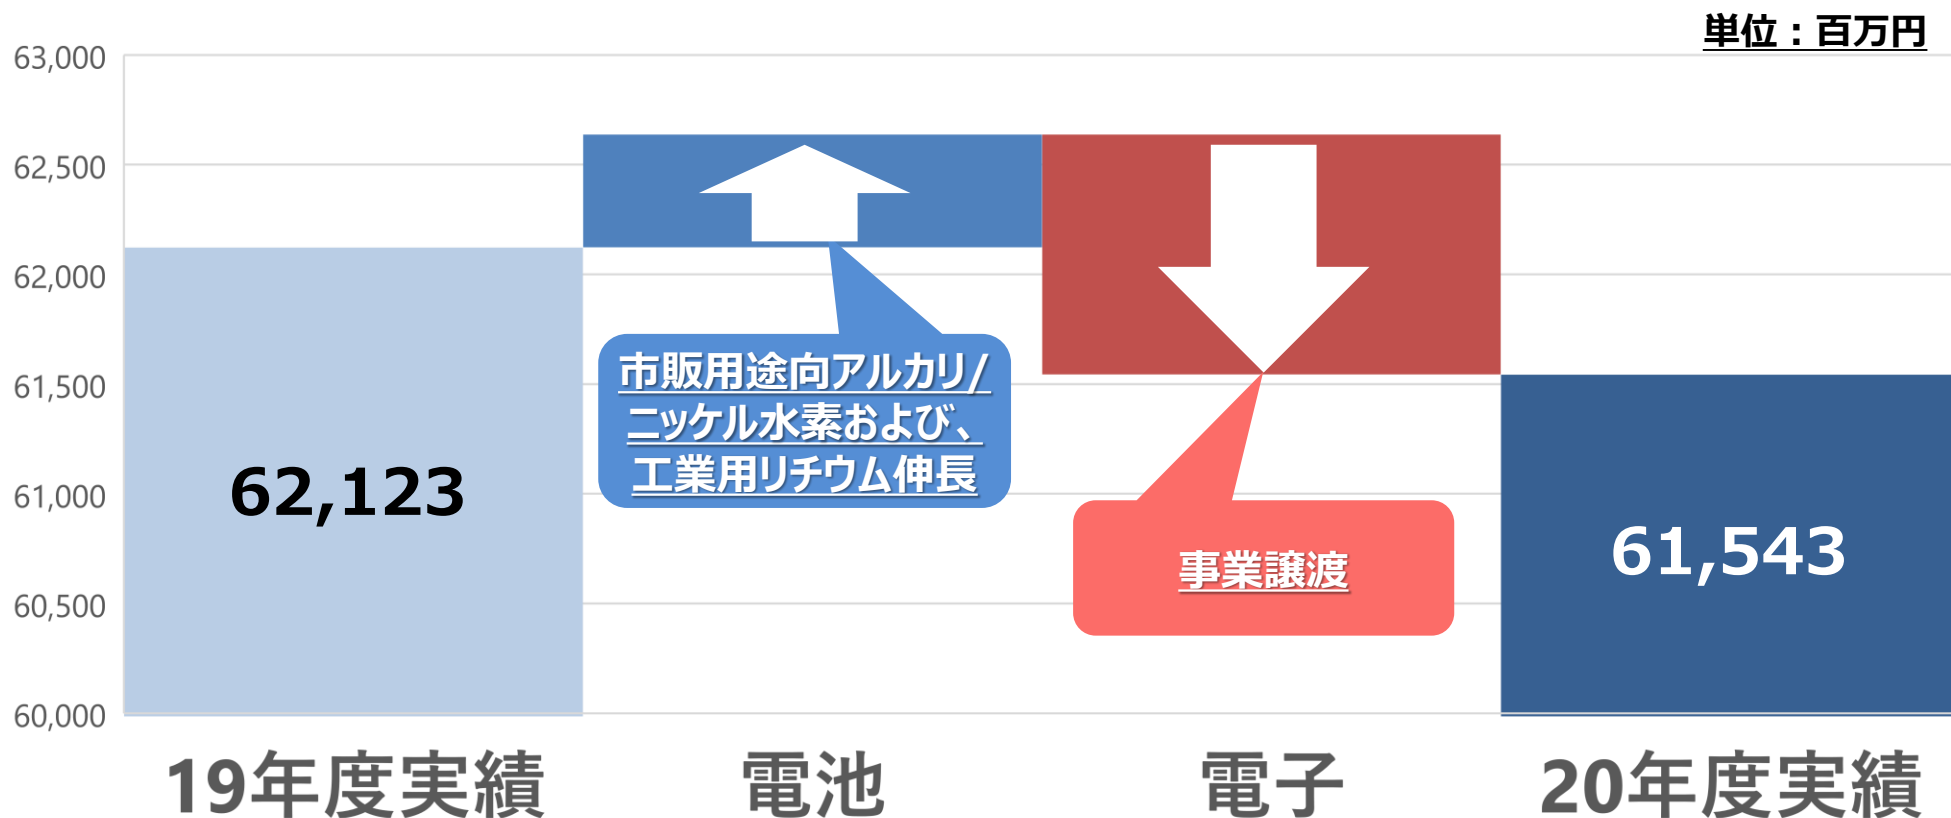 単位：百万円
63,000
62,500
62,000
61,500
61,000
60,500
60,000
62,123
市販用途向アルカリ/
ニッケル水素および、
工業用リチウム伸長
事業譲渡
61,543
19年度実績
電池
電子
20年度実績